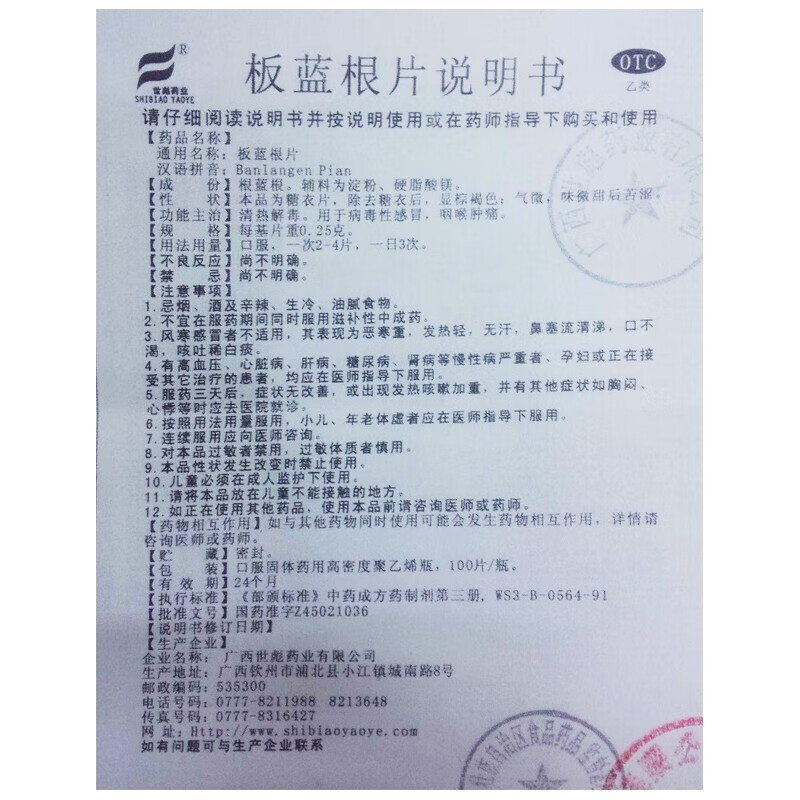 世彪药业
SHIBIAO YAOYE
®
板蓝根片说明书
OTC
乙类
请仔细阅读说明书并按说明使用或在药师指导下购买和使用
【药品名称】
通用名称：板蓝根片
汉语拼音：Banlangen Pian
【成　份】根蓝根。辅料为淀粉、硬脂酸镁。
【性　状】本品为糖衣片，除去糖衣后，显棕褐色；气微，味微甜后苦涩。
【功能主治】清热解毒。用于病毒性感冒，咽喉肿痛。
【规　格】每基片重0.25克。
【用法用量】口服，一次2-4片，一日3次。
【不良反应】尚不明确。
【禁　忌】尚不明确。
【注意事项】
1.忌烟、酒及辛辣、生冷、油腻食物。
2.不宜在服药期间同时服用滋补性中成药。
3.风寒感冒者不适用，其表现为恶寒重，发热轻，无汗，鼻塞流清涕，口不
渴，咳吐稀白痰。
4.有高血压、心脏病、肝病、糖尿病、肾病等慢性病严重者、孕妇或正在接
受其它治疗的患者，均应在医师指导下服用。
5.服药三天后，症状无改善，或出现发热咳嗽加重，并有其他症状如胸闷、
心悸等时应去医院就诊。
6.按照用法用量服用，小儿、年老体虚者应在医师指导下服用。
7.连续服用应向医师咨询。
8.对本品过敏者禁用，过敏体质者慎用。
9.本品性状发生改变时禁止使用。
10.儿童必须在成人监护下使用。
11.请将本品放在儿童不能接触的地方。
12.如正在使用其他药品，使用本品前请咨询医师或药师。
【药物相互作用】如与其他药物同时使用可能会发生药物相互作用，详情请
咨询医师或药师。
【贮　藏】密封。
【包　装】口服固体药用高密度聚乙烯瓶，100片/瓶。
【有 效 期】24个月
【执行标准】《部颁标准》中药成方药制剂第三册，WS3-B-0564-91
【批准文号】国药准字Z45021036
【说明书修订日期】
【生产企业】
企业名称：广西世彪药业有限公司
生产地址：广西钦州市浦北县小江镇城南路8号
邮政编码：535300
电话号码：0777-8211988 8213648
传真号码：0777-8316427
网 址：Http://www.shibiaoyaoye.com
如有问题可与生产企业联系
广西世彪药业有限公司